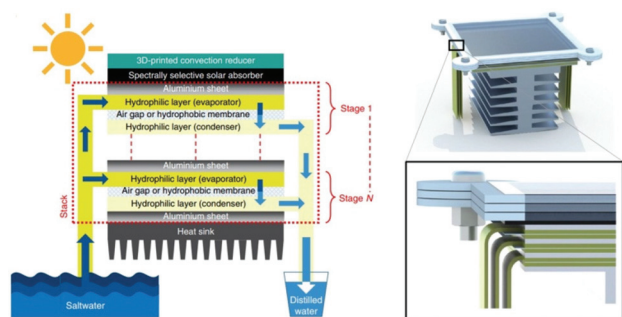 3D-printed convection reducer
Spectrally selective solar absorber
Aluminium sheet
Hydrophilic layer (evaporator)
Air gap or hydrophobic membrane
Hydrophilic layer (condenser)
Stage 1
Aluminium sheet
Hydrophilic layer (evaporator)
Air gap or hydrophobic membrane
Hydrophilic layer (condenser)
Aluminium sheet
Stage N
Stack
Heat sink
Saltwater
Distilled
water